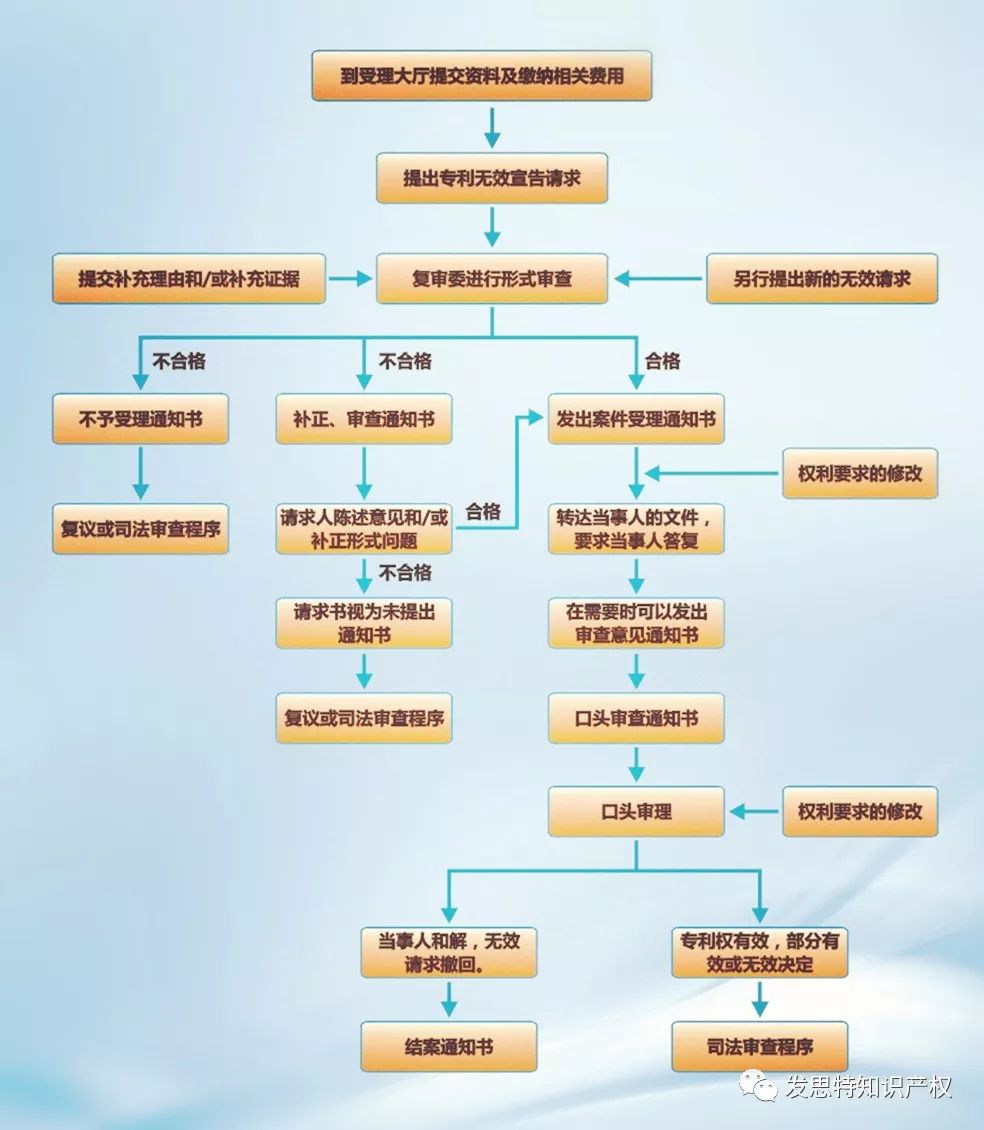 到受理大厅提交资料及缴纳相关费用
提出专利无效宣告请求
提交补充理由和/或补充证据
复审委进行形式审查
另行提出新的无效请求
不合格
不合格
合格
不予受理通知书
补正、审查通知书
发出案件受理通知书
权利要求的修改
复议或司法审查程序
请求人陈述意见和/或
补正形式问题
合格
转达当事人的文件，
要求当事人答复
不合格
请求书视为未提出
通知书
在需要时可以发出
审查意见通知书
复议或司法审查程序
口头审查通知书
口头审理
权利要求的修改
当事人和解，无效
请求撤回。
专利权有效，部分有
效或无效决定
结案通知书
司法审查程序
发思特知识产权